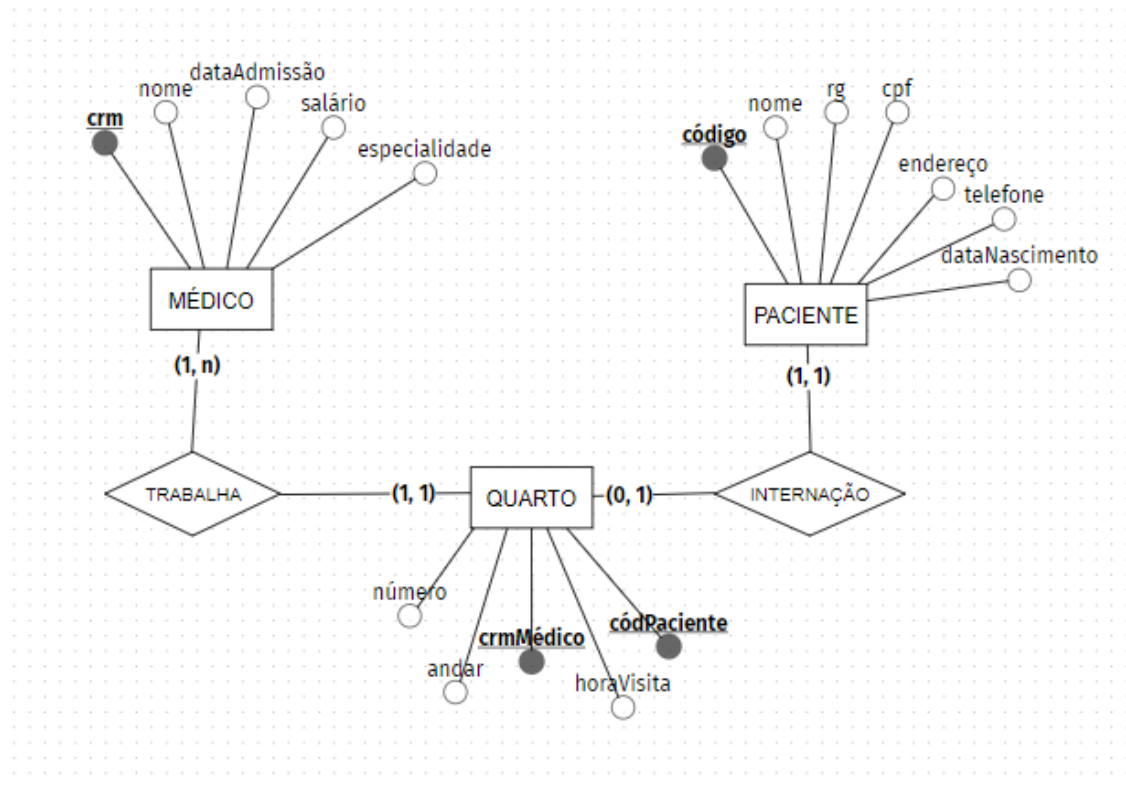 dataAdmissão
nome
salário
crm
especialidade
MÉDICO
(1, n)
TRABALHA
rg
cpf
nome
código
endereço
telefone
dataNascimento
PACIENTE
(1, 1)
(1, 1)
QUARTO
(0, 1)
INTERNAÇÃO
número
andar
crmMédico
horaVisita
códPaciente